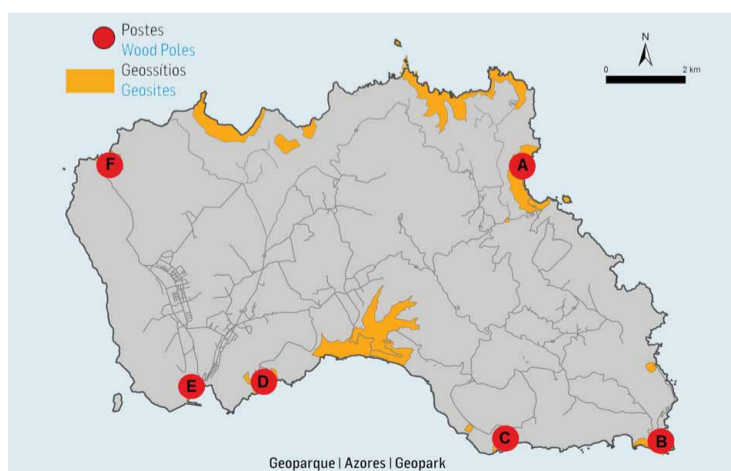 Postes
Wood Poles
Geossítios
Geosites
N
0 2 km
F
A
E
D
C
B
Geoparque | Azores | Geopark